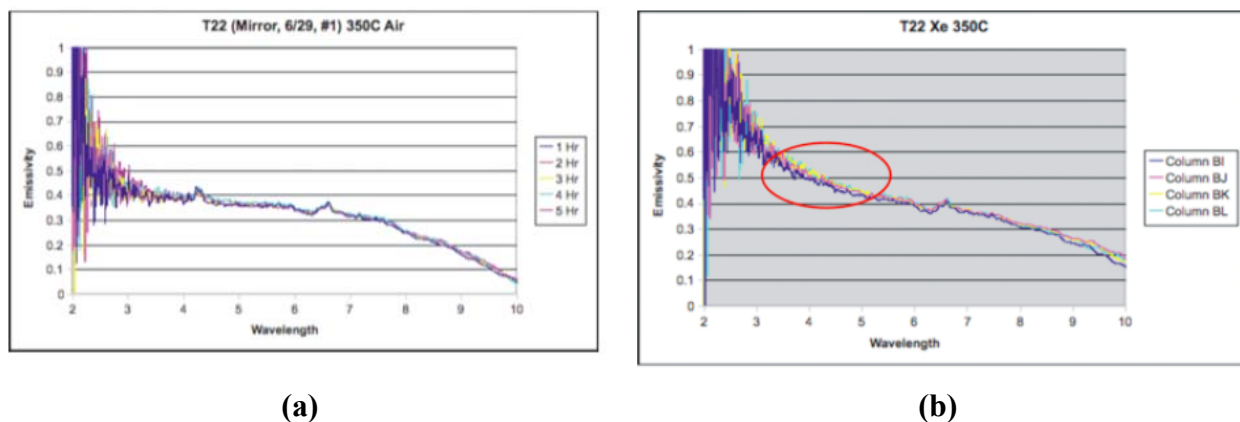 T22 (Mirror, 6/29, #1) 350C Air
Emissivity
1
0.9
0.8
0.7
0.6
0.5
0.4
0.3
0.2
0.1
0
2 3 4 5 6 7 8 9 10
Wavelength
1 Hr
2 Hr
3 Hr
4 Hr
5 Hr
(a)
T22 Xe 350C
Emissivity
1
0.9
0.8
0.7
0.6
0.5
0.4
0.3
0.2
0.1
0
2 3 4 5 6 7 8 9 10
Wavelength
Column BI
Column BJ
Column BK
Column BL
(b)